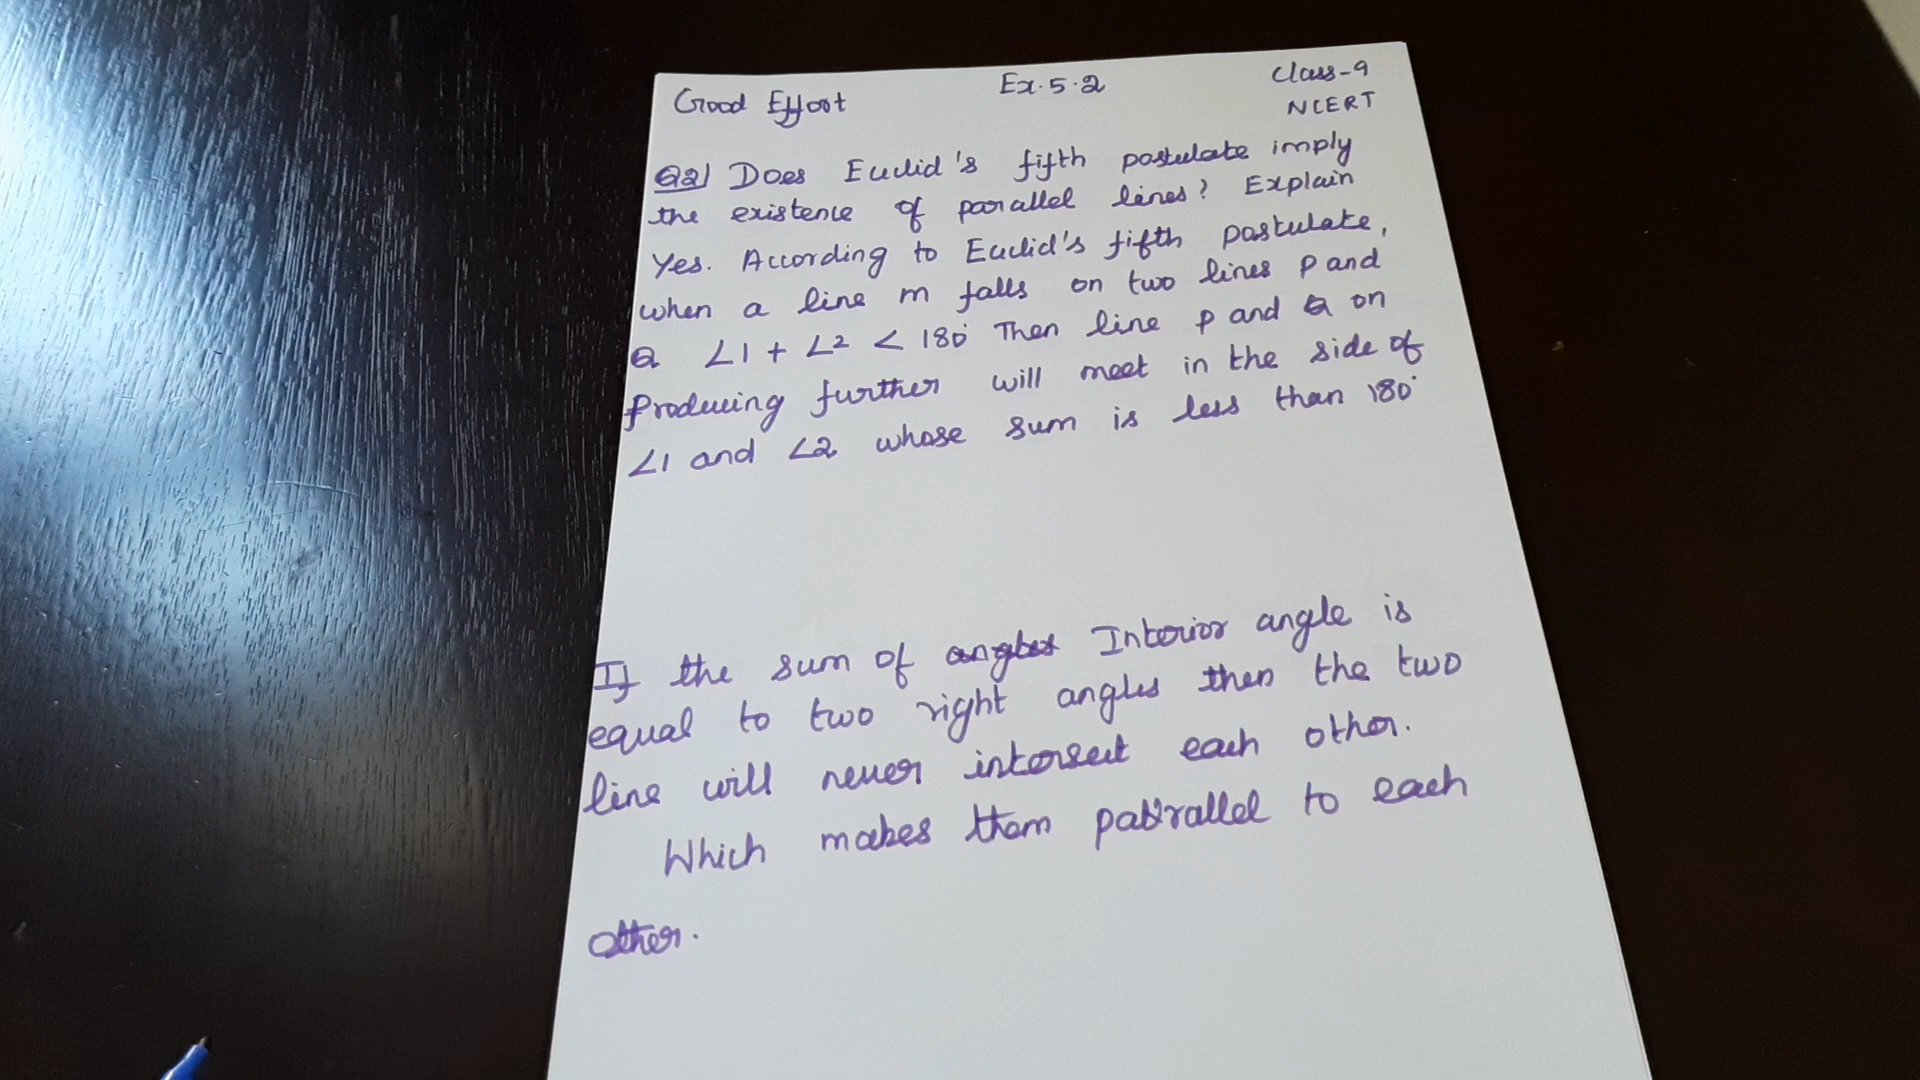 Good Effort
Ex. 5.2
Class-9
NCERT
Q2) Does Euclid's fifth postulate imply
the existence of parallel lines? Explain
Yes. According to Euclid's fifth postulate,
when a line m falls on two lines p and
Q ∠1 + ∠2 < 180° Then line p and Q on
producing further will meet in the side of
∠1 and ∠2 whose sum is less than 180°
If the sum of angles Interior angle is
equal to two right angles then the two
line will never intersect each other.
Which makes them parallel to each
other.